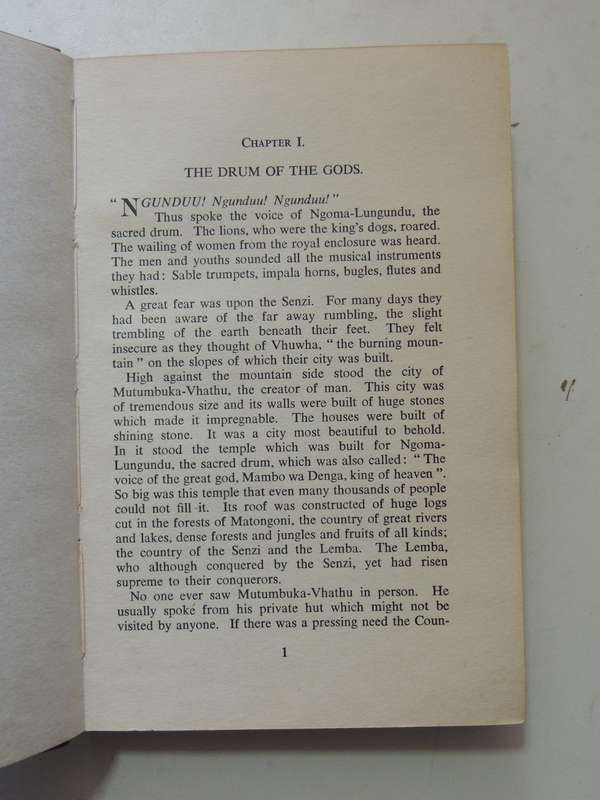 CHAPTER I.
THE DRUM OF THE GODS.
“NGUNDUU! Ngunduu! Ngunduu!”
Thus spoke the voice of Ngoma-Lungundu, the
sacred drum. The lions, who were the king's dogs, roared.
The wailing of women from the royal enclosure was heard.
The men and youths sounded all the musical instruments
they had: Sable trumpets, impala horns, bugles, flutes and
whistles.
A great fear was upon the Senzi. For many days they
had been aware of the far away rumbling, the slight
trembling of the earth beneath their feet. They felt
insecure as they thought of Vhuwha, “ the burning moun-
tain ” on the slopes of which their city was built.
High against the mountain side stood the city of
Mutumbuka-Vhathu, the creator of man. This city was
of tremendous size and its walls were built of huge stones
which made it impregnable. The houses were built of
shining stone. It was a city most beautiful to behold.
In it stood the temple which was built for Ngoma-
Lungundu, the sacred drum, which was also called: “ The
voice of the great god, Mambo wa Denga, king of heaven ”.
So big was this temple that even many thousands of people
could not fill it. Its roof was constructed of huge logs
cut in the forests of Matongoni, the country of great rivers
and lakes, dense forests and jungles and fruits of all kinds;
the country of the Senzi and the Lemba. The Lemba,
who although conquered by the Senzi, yet had risen
supreme to their conquerors.
No one ever saw Mutumbuka-Vhathu in person. He
usually spoke from his private hut which might not be
visited by anyone. If there was a pressing need the Coun-
1